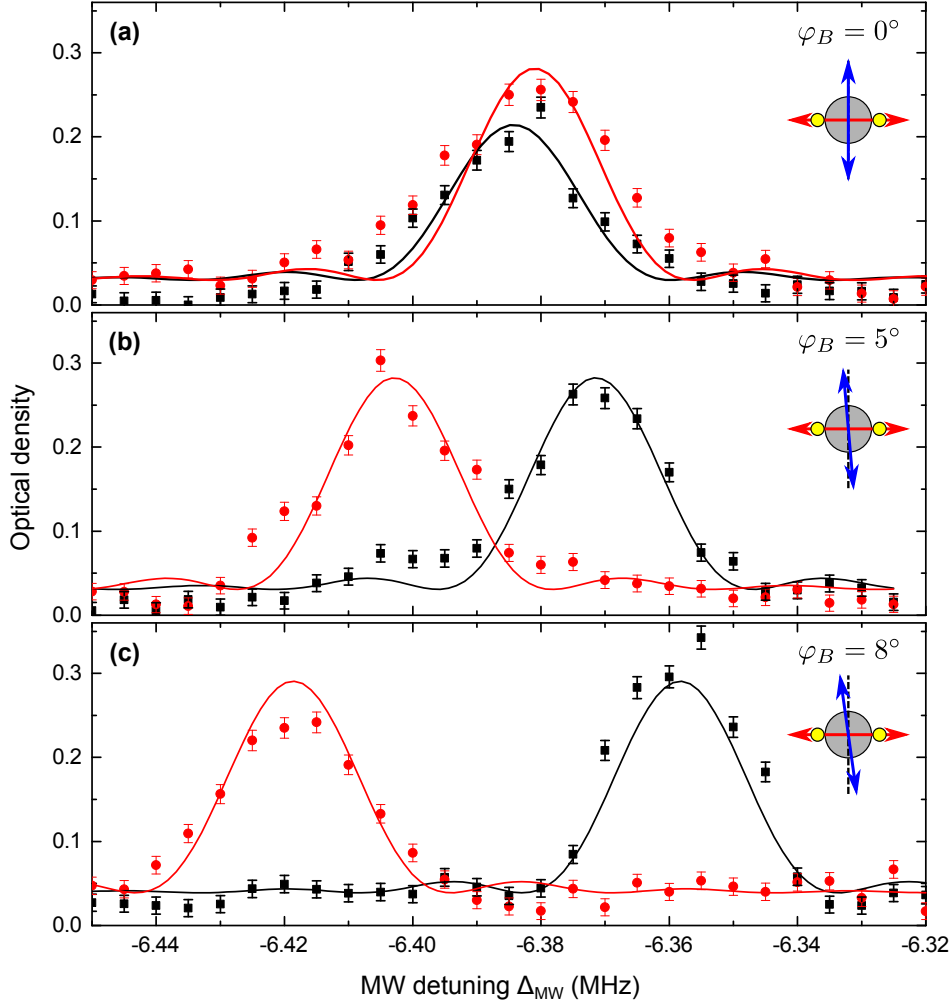 (a)
φ_B = 0°
0.3
0.2
0.1
0.0
(b)
φ_B = 5°
0.3
0.2
0.1
0.0
(c)
φ_B = 8°
0.3
0.2
0.1
0.0
Optical density
-6.44
-6.42
-6.40
-6.38
-6.36
-6.34
-6.32
MW detuning Δ_MW (MHz)